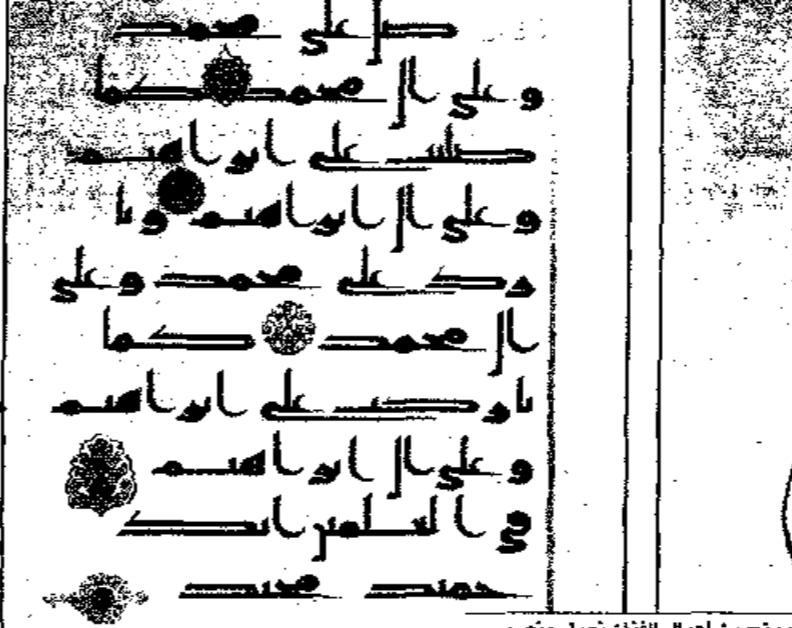 صل على محمد
وعلى ال محمد كما
صليت على ابراهيم
وعلى ال ابراهيم وبا
رك على محمد وعلى
ال محمد كما
باركت على ابراهيم
وعلى ال ابراهيم
في العالمين انك
حميد مجيد